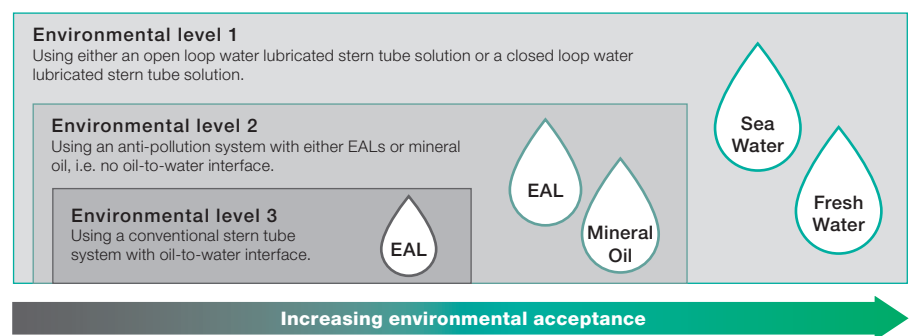 Environmental level 1
Using either an open loop water lubricated stern tube solution or a closed loop water
lubricated stern tube solution.
Environmental level 2
Using an anti-pollution system with either EALs or mineral
oil, i.e. no oil-to-water interface.
Environmental level 3
Using a conventional stern tube
system with oil-to-water interface.
EAL
EAL
Mineral
Oil
Sea
Water
Fresh
Water
Increasing environmental acceptance